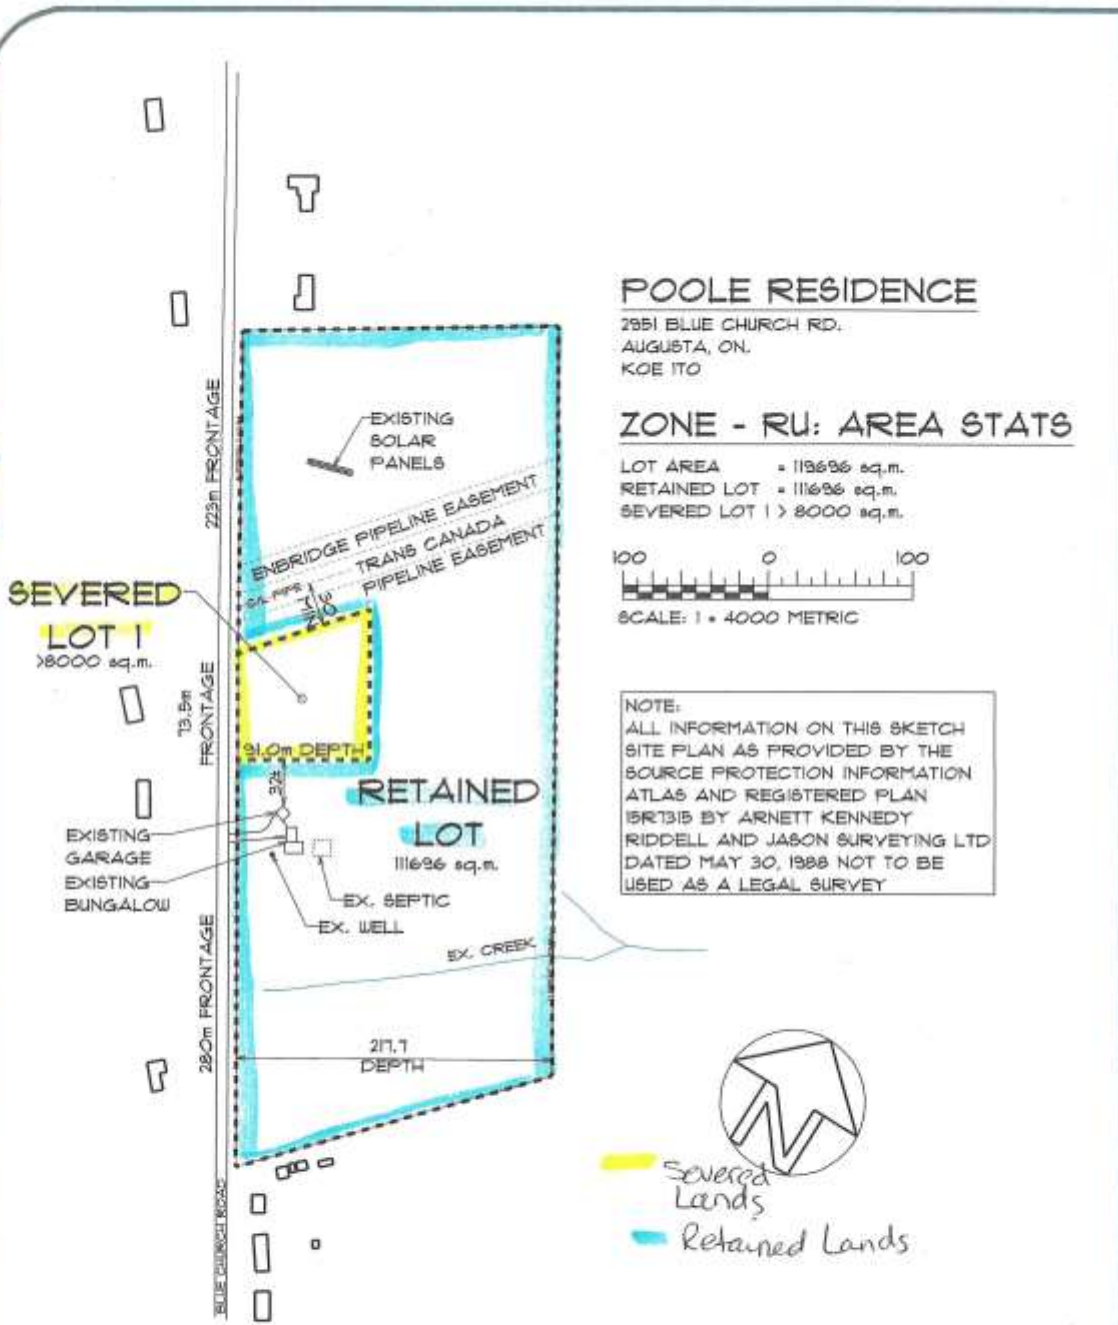 POOLE RESIDENCE
2951 BLUE CHURCH RD.
AUGUSTA, ON.
K0E 1T0
ZONE - RU: AREA STATS
LOT AREA = 119696 sq.m.
RETAINED LOT = 111696 sq.m.
SEVERED LOT 1 > 8000 sq.m.
100 0 100
SCALE: 1 = 4000 METRIC
NOTE:
ALL INFORMATION ON THIS SKETCH
SITE PLAN AS PROVIDED BY THE
SOURCE PROTECTION INFORMATION
ATLAS AND REGISTERED PLAN
15R7315 BY ARNETT KENNEDY
RIDDELL AND JASON SURVEYING LTD
DATED MAY 30, 1988 NOT TO BE
USED AS A LEGAL SURVEY
223m FRONTAGE
EXISTING
SOLAR
PANELS
ENBRIDGE PIPELINE EASEMENT
TRANS CANADA
PIPELINE EASEMENT
30
MIN
SEVERED
LOT 1
>8000 sq.m.
73.5m
FRONTAGE
91.0m DEPTH
RETAINED
LOT
111696 sq.m.
EXISTING
GARAGE
EXISTING
BUNGALOW
EX. SEPTIC
EX. WELL
EX. CREEK
280m FRONTAGE
217.7
DEPTH
BLUE CHURCH ROAD
N
Severed
Lands
Retained Lands